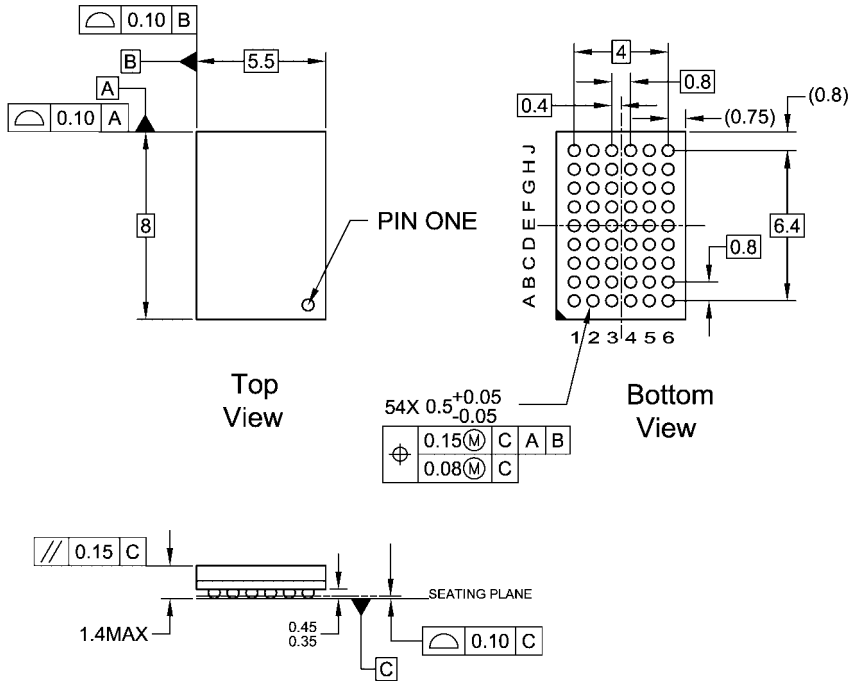 0.10 B
B
5.5
A
0.10 A
8
PIN ONE
Top
View
4
0.8
0.4
(0.75)
(0.8)
J
H
G
F
E
D
C
B
A
6.4
0.8
1 2 3 4 5 6
54X 0.5 +0.05
-0.05
0.15 M C A B
0.08 M C
Bottom
View
// 0.15 C
1.4MAX
0.45
0.35
SEATING PLANE
0.10 C
C